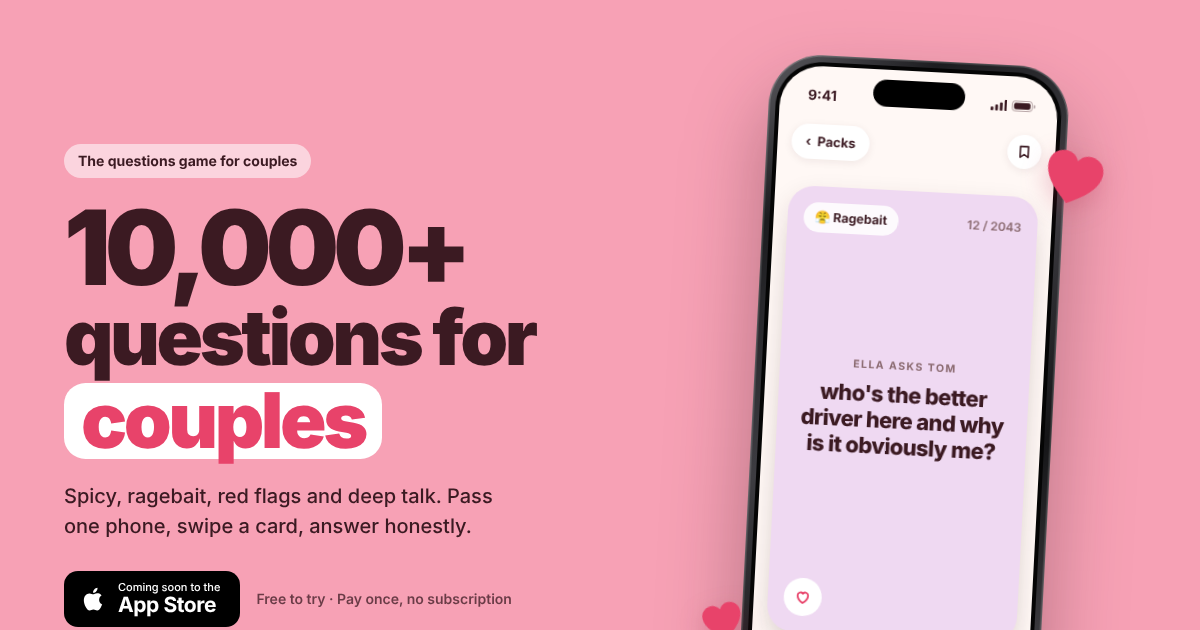 The questions game for couples
10,000+
questions for
couples
Spicy, ragebait, red flags and deep talk. Pass
one phone, swipe a card, answer honestly.
Coming soon to the
App Store
Free to try · Pay once, no subscription
9:41
‹ Packs
😤 Ragebait
12 / 2043
ELLA ASKS TOM
who's the better
driver here and why
is it obviously me?